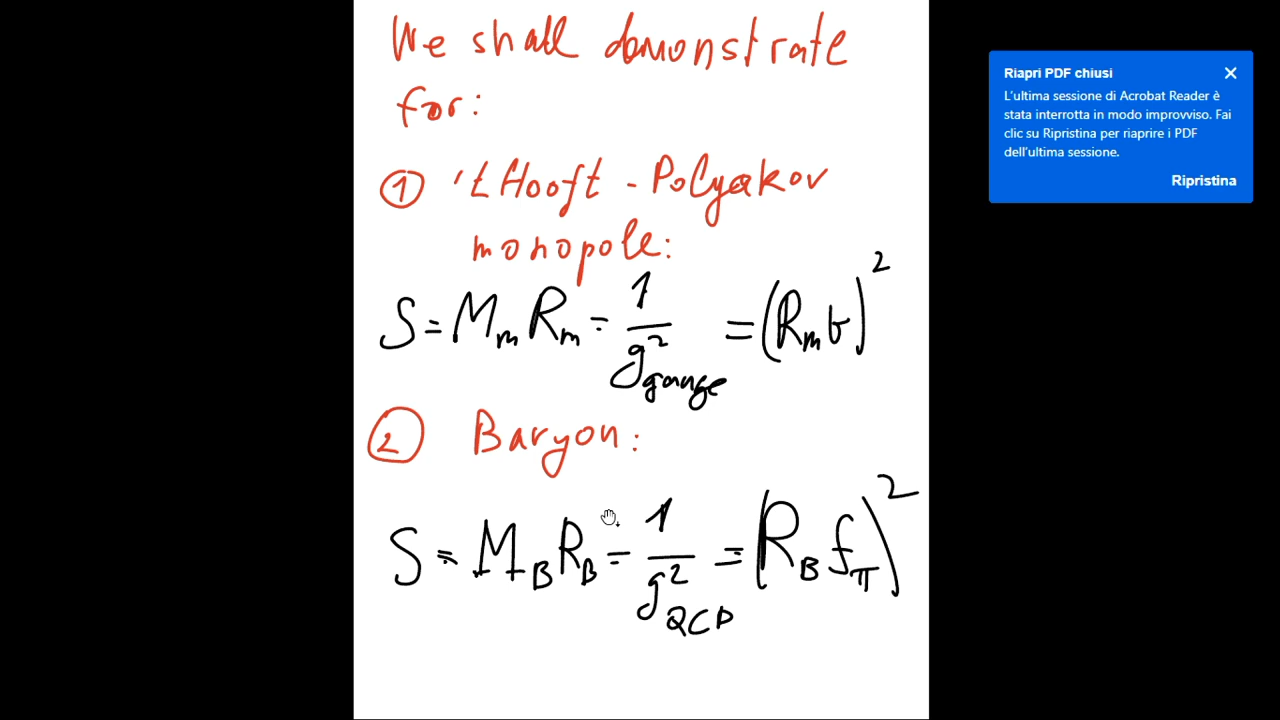 We shall demonstrate
for:
① 't Hooft - Polyakov
monopole:
S = M_m R_m = 1/g²_gauge = (R_m v)²
② Baryon:
S = M_B R_B = 1/g²_QCD = (R_B f_π)²
Riapri PDF chiusi
L'ultima sessione di Acrobat Reader è
stata interrotta in modo improvviso. Fai
clic su Ripristina per riaprire i PDF
dell'ultima sessione.
Ripristina